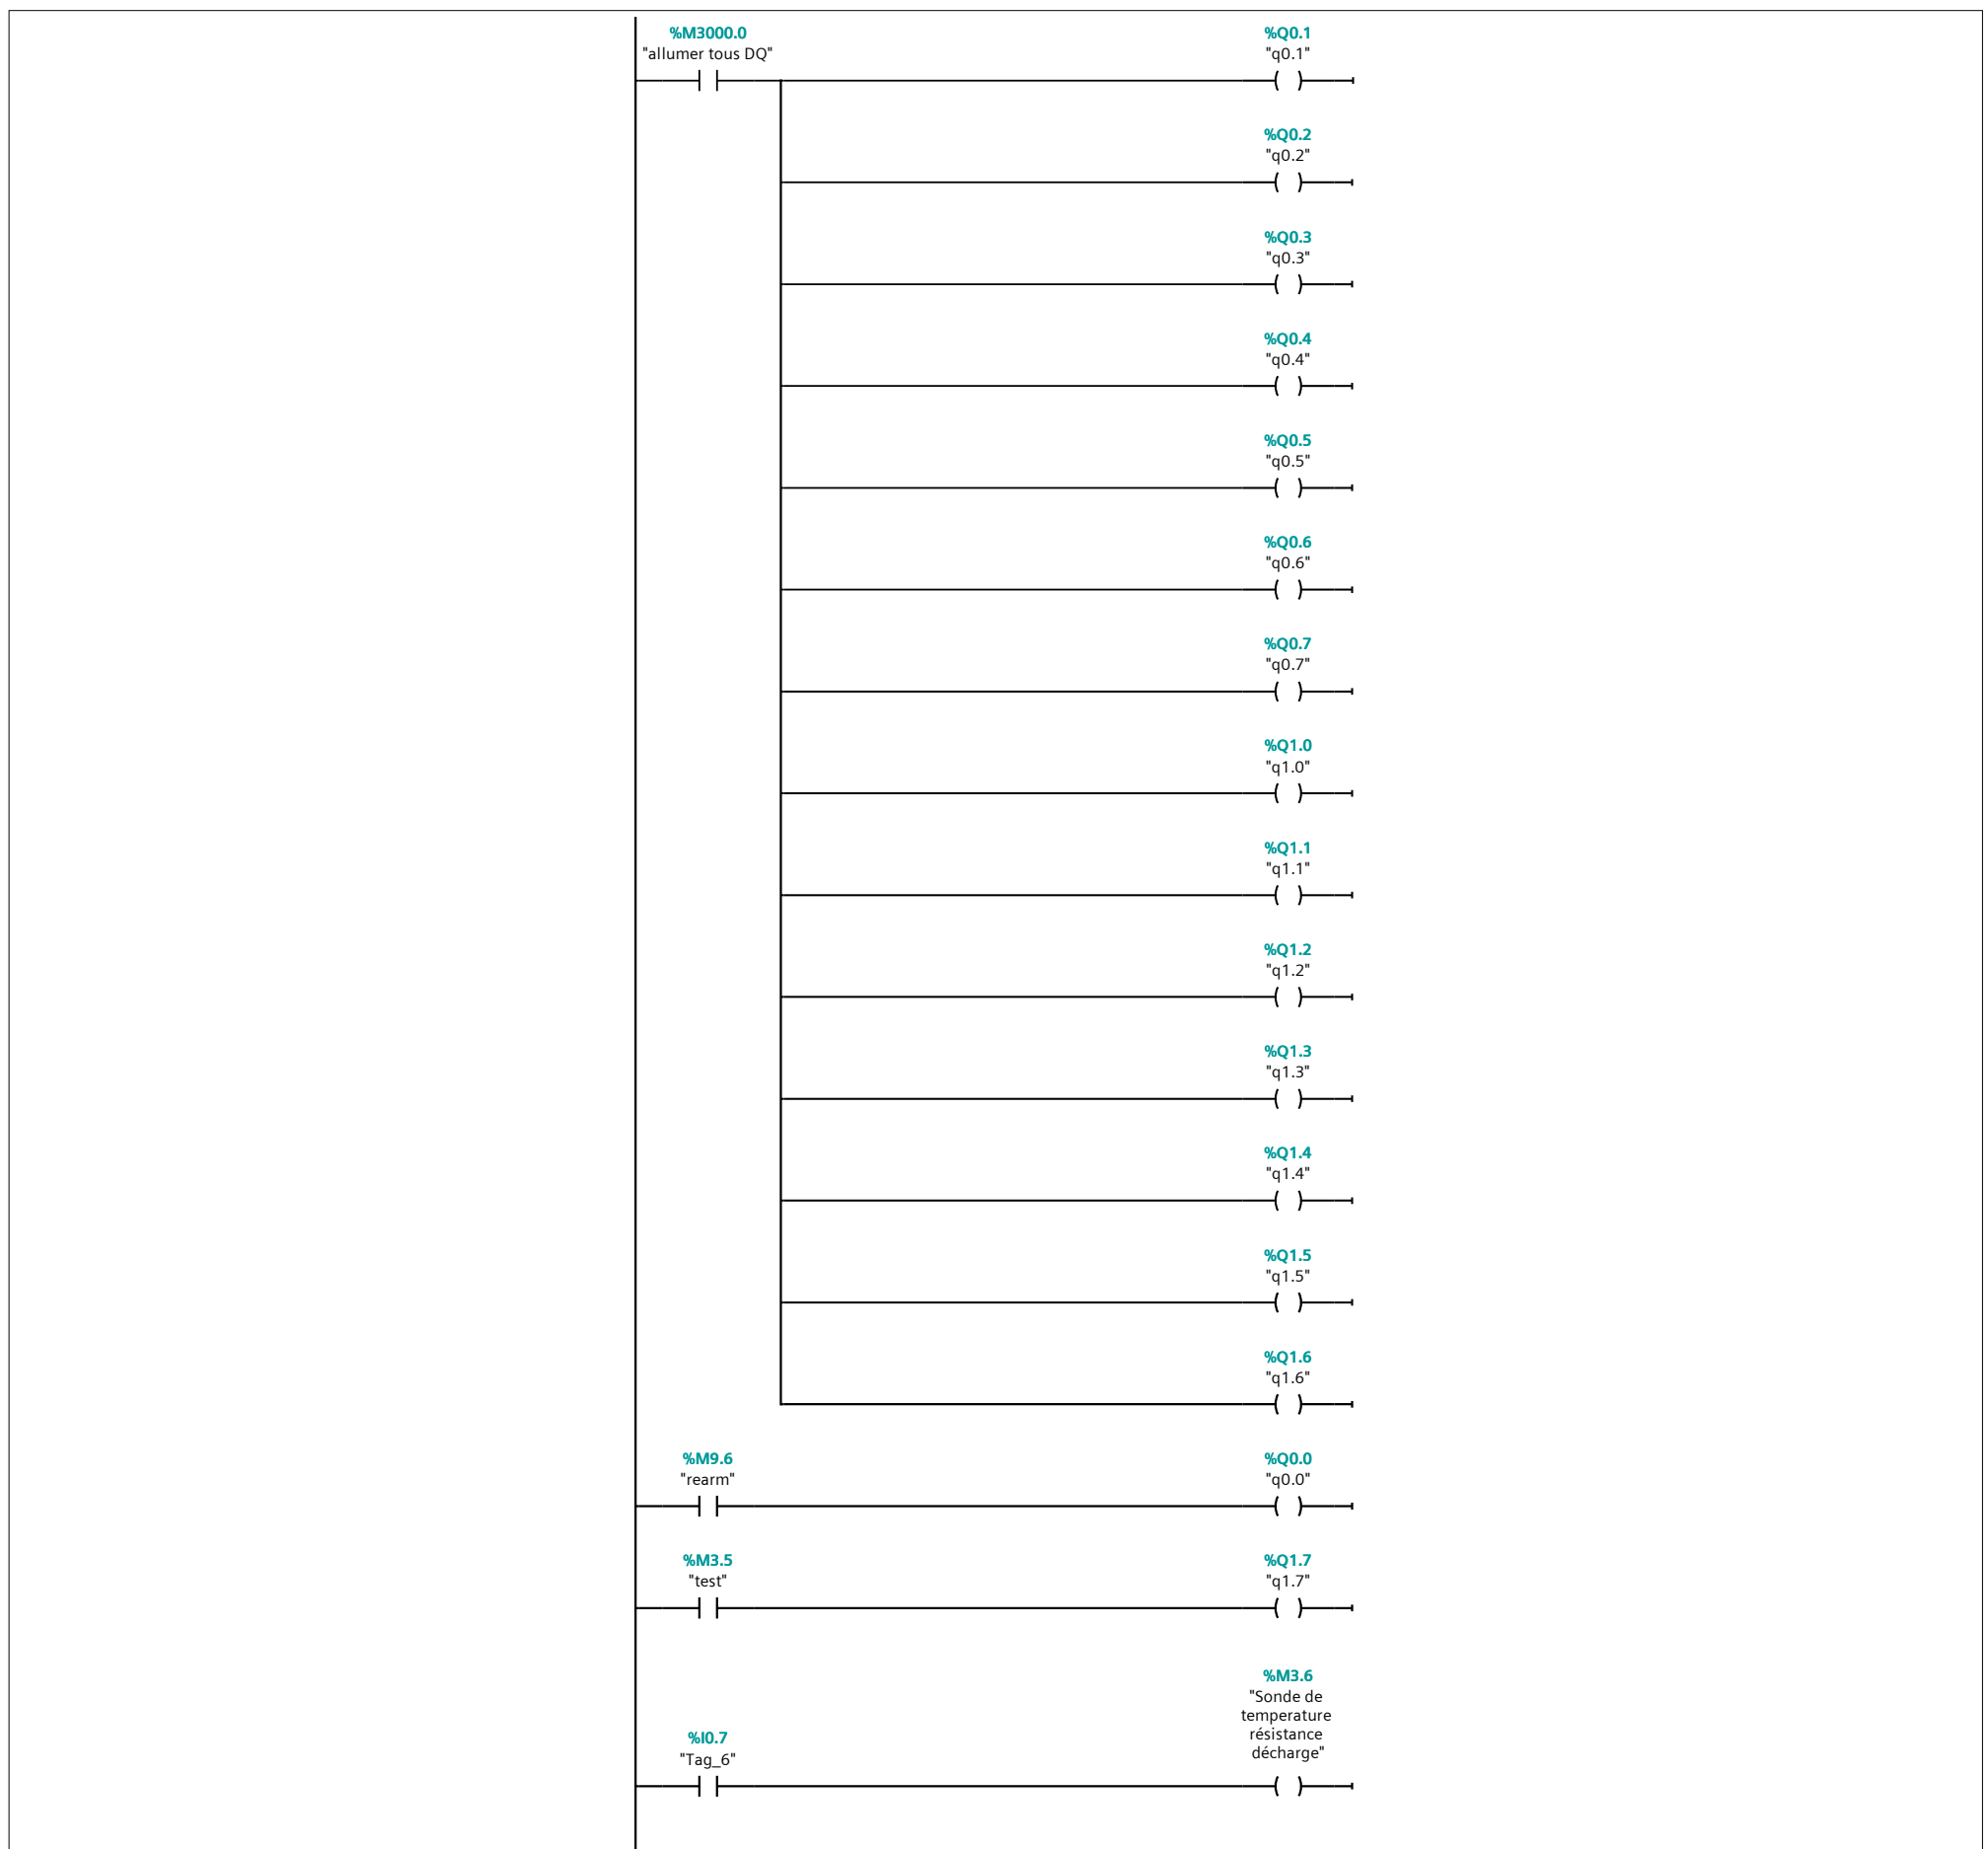 %M3000.0
"allumer tous DQ"
%Q0.1
"q0.1"
%Q0.2
"q0.2"
%Q0.3
"q0.3"
%Q0.4
"q0.4"
%Q0.5
"q0.5"
%Q0.6
"q0.6"
%Q0.7
"q0.7"
%Q1.0
"q1.0"
%Q1.1
"q1.1"
%Q1.2
"q1.2"
%Q1.3
"q1.3"
%Q1.4
"q1.4"
%Q1.5
"q1.5"
%Q1.6
"q1.6"
%M9.6
"rearm"
%Q0.0
"q0.0"
%M3.5
"test"
%Q1.7
"q1.7"
%I0.7
"Tag_6"
%M3.6
"Sonde de
temperature
résistance
décharge"